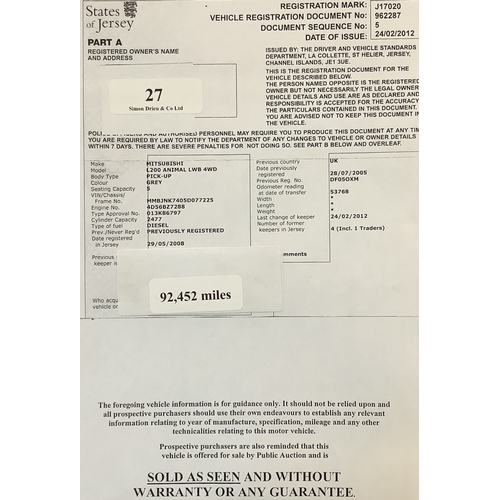 States
of Jersey
REGISTRATION MARK: J17020
VEHICLE REGISTRATION DOCUMENT No: 962287
DOCUMENT SEQUENCE No: 5
DATE OF ISSUE: 24/02/2012
PART A
REGISTERED OWNER'S NAME
AND ADDRESS
27
Simon Drieu & Co Ltd
ISSUED BY: THE DRIVER AND VEHICLE STANDARDS
DEPARTMENT, LA COLLETTE, ST HELIER, JERSEY,
CHANNEL ISLANDS, JE1 3UE.
THIS IS THE REGISTRATION DOCUMENT FOR THE
VEHICLE DESCRIBED BELOW.
THE PERSON NAMED OPPOSITE IS THE REGISTERED
OWNER BUT NOT NECESSARILY THE LEGAL OWNER
VEHICLE DETAILS AND USE ARE AS DECLARED AND
RESPONSIBILITY IS ACCEPTED FOR THE ACCURACY
THE PARTICULARS CONTAINED IN THIS DOCUMENT.
YOU ARE ADVISED NOT TO KEEP THIS DOCUMENT IN
THE VEHICLE.
AUTHORISED PERSONNEL MAY REQUIRE YOU TO PRODUCE THIS DOCUMENT AT ANY TIM
YOU ARE REQUIRED BY LAW TO NOTIFY THE DEPARTMENT OF ANY CHANGES TO VEHICLE OR OWNER DETAILS
WITHIN 7 DAYS. THERE ARE SEVERE PENALTIES FOR NOT DOING SO. SEE PART B BELOW AND OVERLEAF.
Make MITSUBISHI
Model L200 ANIMAL LWB 4WD
Body Type PICK-UP
Colour GREY
Seating Capacity 5
VIN/Chassis/
Frame No. MMBJNK7405D077225
Engine No. 4D56BZ7288
Type Approval No. 013K86797
Cylinder Capacity 2477
Type of fuel DIESEL
Prev./Never Reg'd PREVIOUSLY REGISTERED
Date registered
in Jersey 29/05/2008
Previous country UK
Date previously
registered 28/07/2005
Previous Reg. No. DF05OXM
Odometer reading
at date of transfer 53768
Width *
Length *
Weight *
Last change of keeper 24/02/2012
Number of former
keepers in Jersey 4 (Incl. 1 Traders)
Previous
keeper
mments
92,452 miles
Who acqu
vehicle or
The foregoing vehicle information is for guidance only. It should not be relied upon and
all prospective purchasers should use their own endeavours to establish any relevant
information relating to year of manufacture, specification, mileage and any other
technicalities relating to this motor vehicle.
Prospective purchasers are also reminded that this
vehicle is offered for sale by Public Auction and is
SOLD AS SEEN AND WITHOUT
WARRANTY OR ANY GUARANTEE.